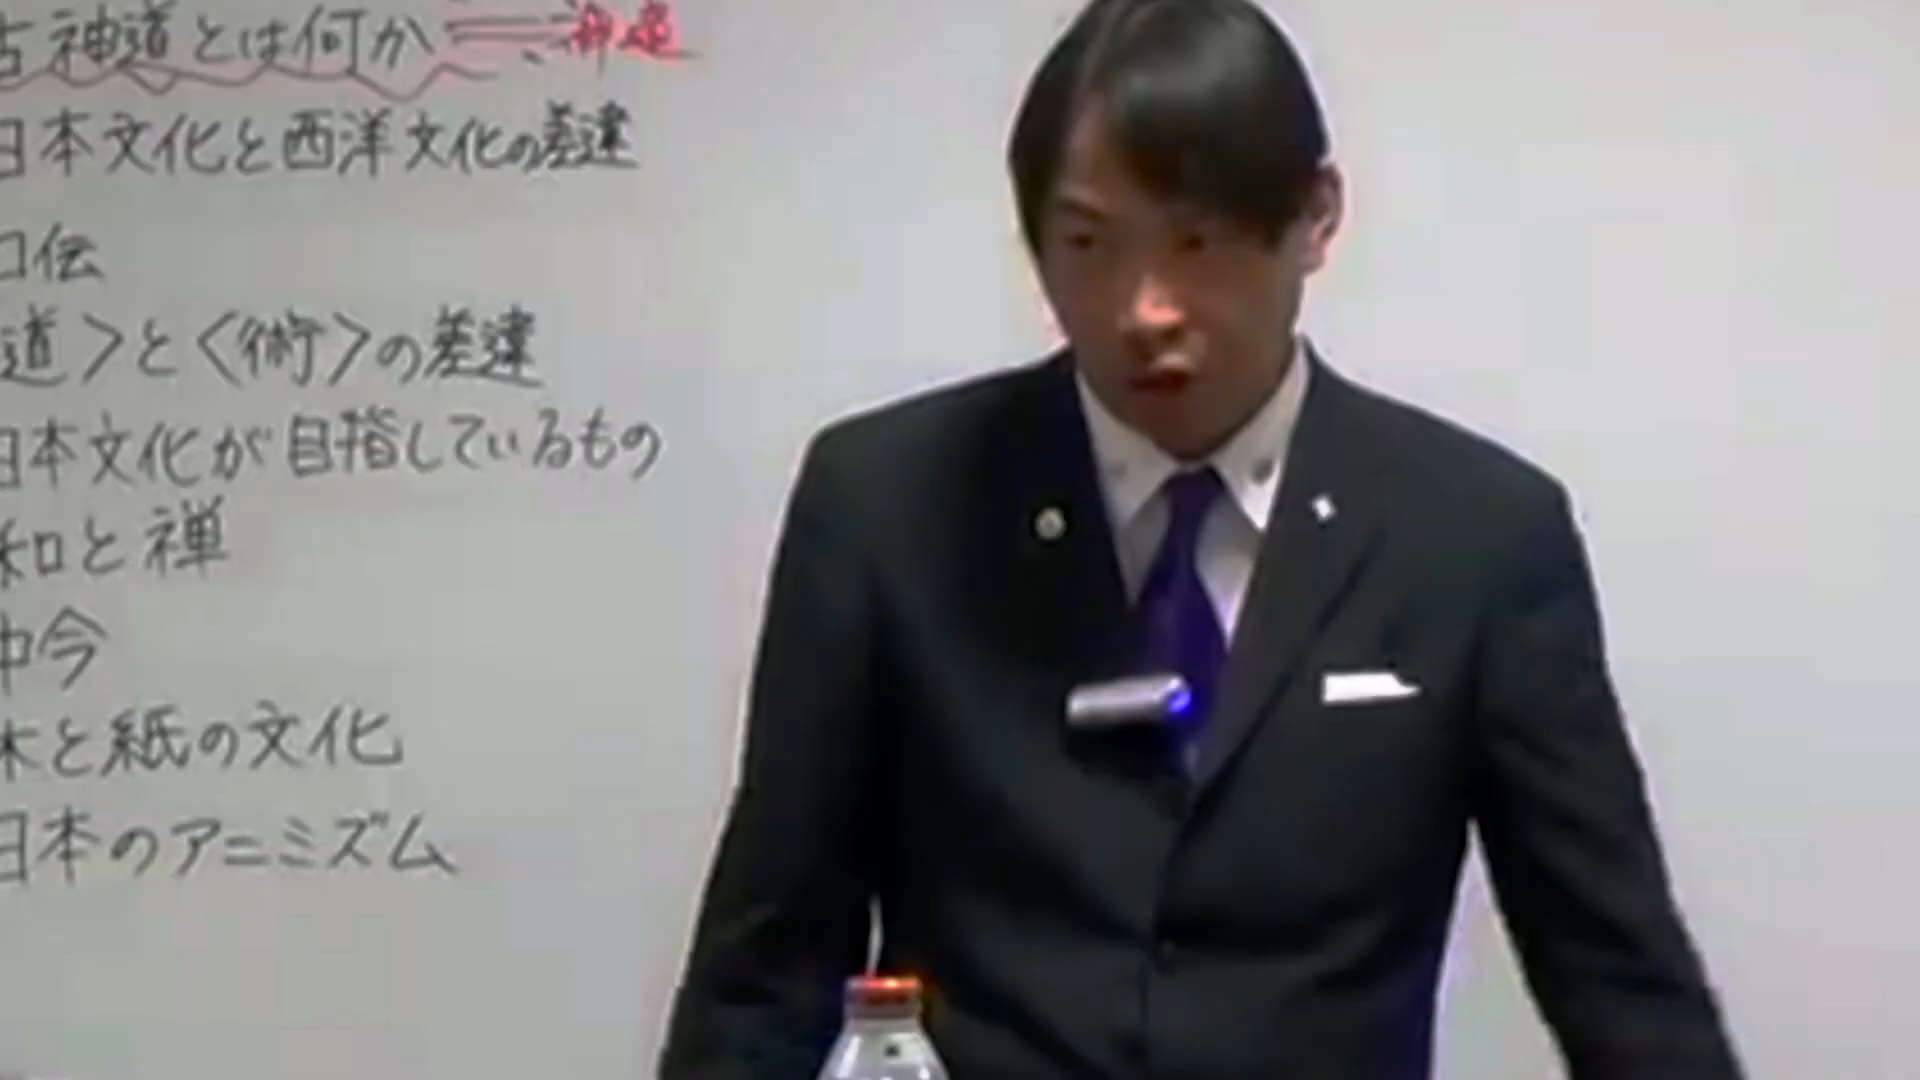 古神道とは何か
日本文化と西洋文化の差違
口伝
道>と<術>の差違
日本文化が目指しているもの
和と禅
中今
木と紙の文化
日本のアニミズム